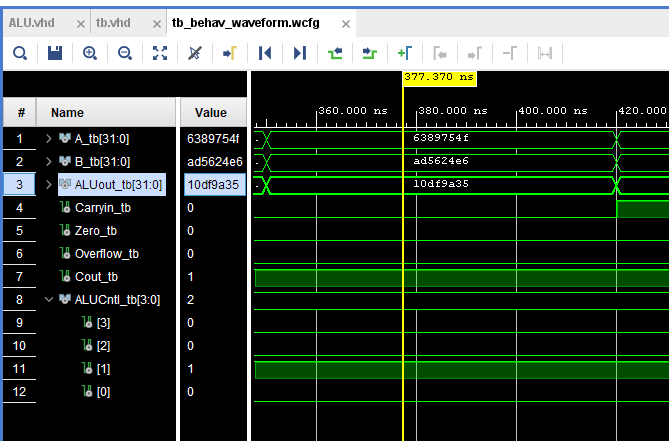 ALU.vhd tb.vhd tb_behav_waveform.wcfg
377.370 ns
# Name Value 360.000 ns 380.000 ns 400.000 ns 420.000
1 A_tb[31:0] 6389754f 6389754f
2 B_tb[31:0] ad5624e6 ad5624e6
3 ALUout_tb[31:0] 10df9a35 10df9a35
4 Carryin_tb 0
5 Zero_tb 0
6 Overflow_tb 0
7 Cout_tb 1
8 ALUCntl_tb[3:0] 2
9 [3] 0
10 [2] 0
11 [1] 1
12 [0] 0